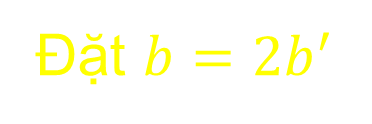 Đặt b = 2b′